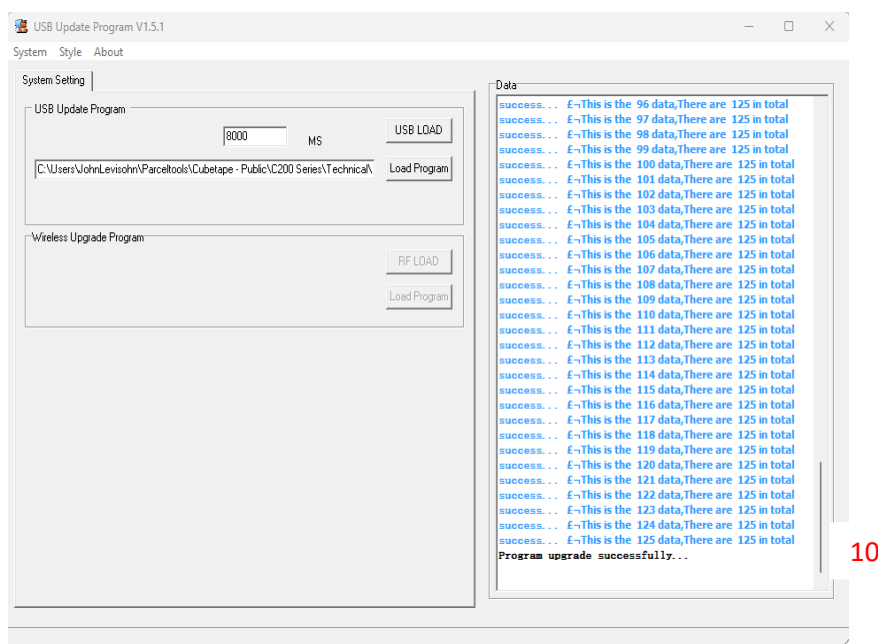 USB Update Program V1.5.1
System Style About
System Setting
USB Update Program
8000 MS
USB LOAD
C:\Users\JohnLevisohn\Parceltools\Cubetape - Public\C200 Series\Technical\
Load Program
Wireless Upgrade Program
RF LOAD
Load Program
Data
success... £¬This is the 96 data,There are 125 in total
success... £¬This is the 97 data,There are 125 in total
success... £¬This is the 98 data,There are 125 in total
success... £¬This is the 99 data,There are 125 in total
success... £¬This is the 100 data,There are 125 in total
success... £¬This is the 101 data,There are 125 in total
success... £¬This is the 102 data,There are 125 in total
success... £¬This is the 103 data,There are 125 in total
success... £¬This is the 104 data,There are 125 in total
success... £¬This is the 105 data,There are 125 in total
success... £¬This is the 106 data,There are 125 in total
success... £¬This is the 107 data,There are 125 in total
success... £¬This is the 108 data,There are 125 in total
success... £¬This is the 109 data,There are 125 in total
success... £¬This is the 110 data,There are 125 in total
success... £¬This is the 111 data,There are 125 in total
success... £¬This is the 112 data,There are 125 in total
success... £¬This is the 113 data,There are 125 in total
success... £¬This is the 114 data,There are 125 in total
success... £¬This is the 115 data,There are 125 in total
success... £¬This is the 116 data,There are 125 in total
success... £¬This is the 117 data,There are 125 in total
success... £¬This is the 118 data,There are 125 in total
success... £¬This is the 119 data,There are 125 in total
success... £¬This is the 120 data,There are 125 in total
success... £¬This is the 121 data,There are 125 in total
success... £¬This is the 122 data,There are 125 in total
success... £¬This is the 123 data,There are 125 in total
success... £¬This is the 124 data,There are 125 in total
success... £¬This is the 125 data,There are 125 in total
Program upgrade successfully...
10